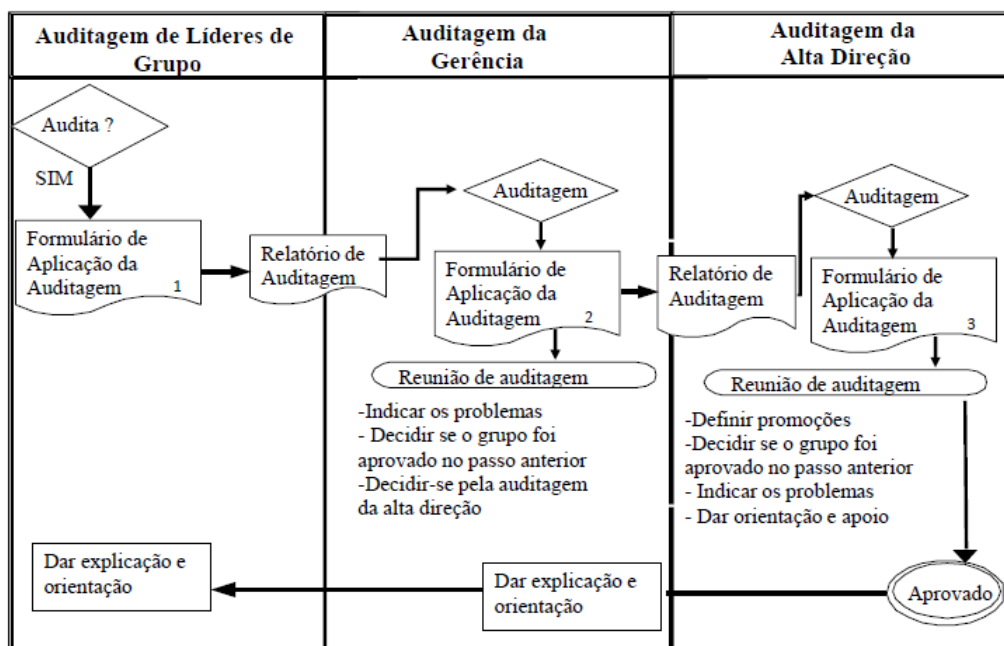 Auditagem de Líderes de
Grupo
Auditagem da
Gerência
Auditagem da
Alta Direção
Audita ?
SIM
Formulário de
Aplicação da
Auditagem
1
Relatório de
Auditagem
Auditagem
Formulário de
Aplicação da
Auditagem
2
Reunião de auditagem
-Indicar os problemas
- Decidir se o grupo foi
aprovado no passo anterior
-Decidir-se pela auditagem
da alta direção
Relatório de
Auditagem
Auditagem
Formulário de
Aplicação da
Auditagem
3
Reunião de auditagem
-Definir promoções
-Decidir se o grupo foi
aprovado no passo anterior
- Indicar os problemas
- Dar orientação e apoio
Dar explicação e
orientação
Dar explicação e
orientação
Aprovado